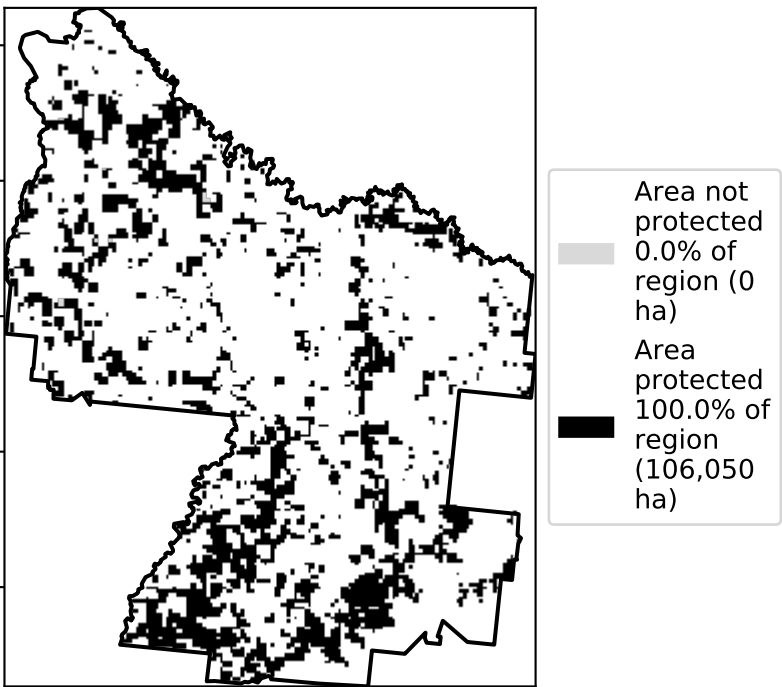 Area not
protected
0.0% of
region (0
ha)
Area
protected
100.0% of
region
(106,050
ha)